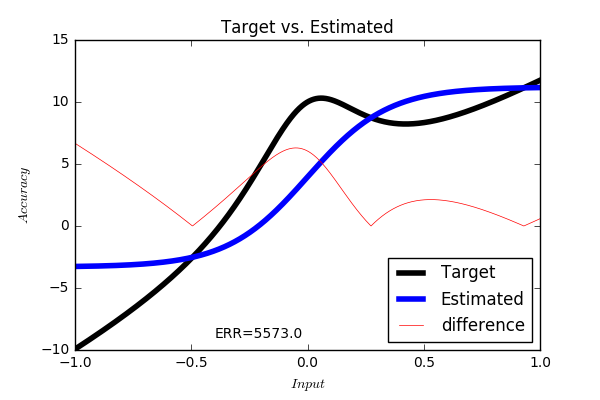 Target vs. Estimated
15
10
5
0
−5
−10
Accuracy
ERR=5573.0
Target
Estimated
difference
−1.0
−0.5
0.0
0.5
1.0
Input